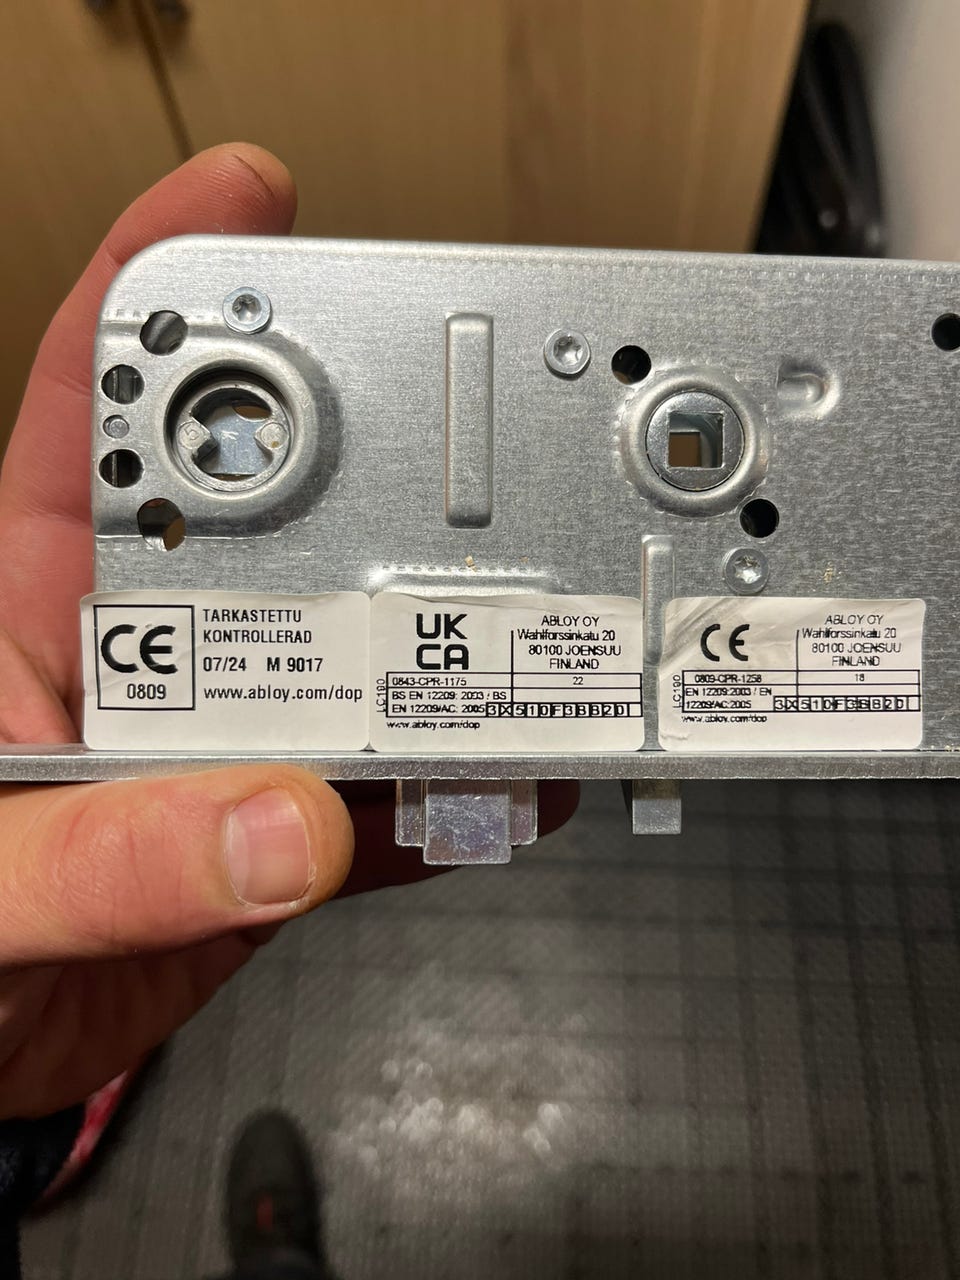 CE
0809
TARKASTETTU
KONTROLLERAD
07/24 M 9017
www.abloy.com/dop
UK
CA
ABLOY OY
Wahlforssinkatu 20
80100 JOENSUU
FINLAND
LC190
0843-CPR-1175 22
BS EN 12209: 2003 / BS
EN 12209/AC: 2005 3X510F3BB20
www.abloy.com/dop
CE
ABLOY OY
Wahlforssinkatu 20
80100 JOENSUU
FINLAND
LC190
0809-CPR-1258 18
EN 12209:2003 / EN
12209/AC:2005 3X510F3BB20
www.abloy.com/dop